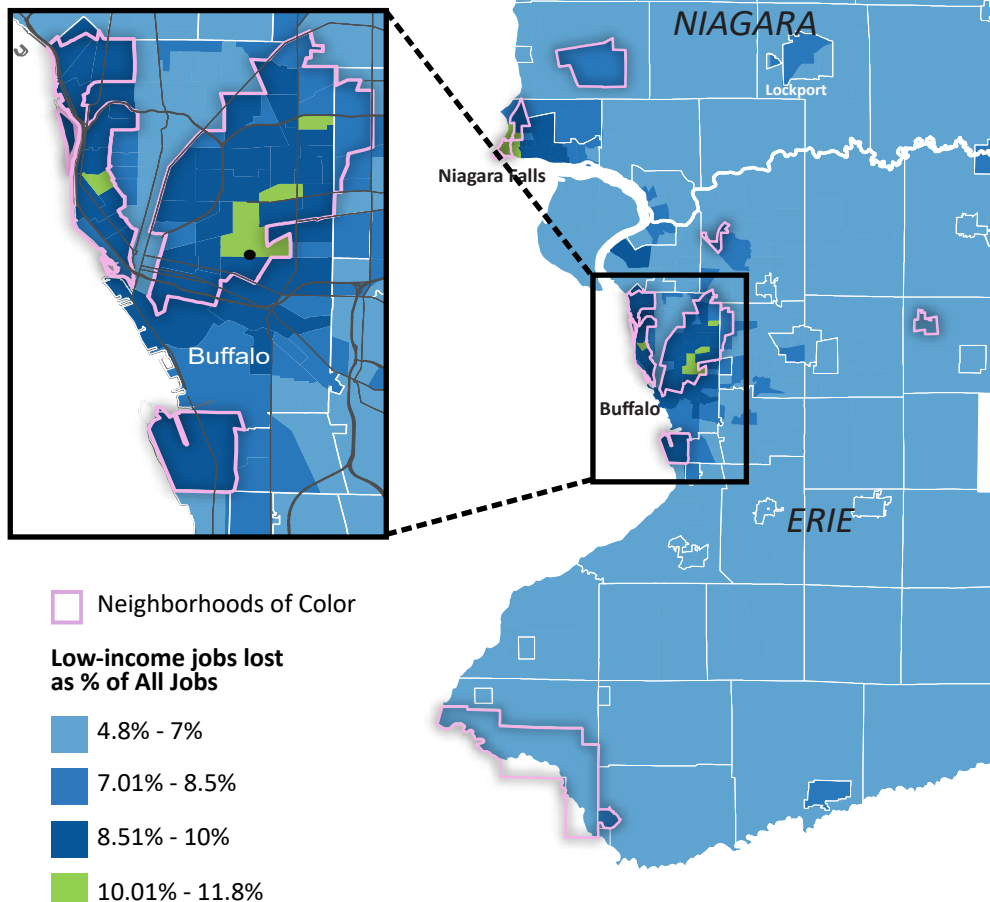 NIAGARA
Lockport
Niagara Falls
Buffalo
Buffalo
ERIE
Neighborhoods of Color
Low-income jobs lost
as % of All Jobs
4.8% - 7%
7.01% - 8.5%
8.51% - 10%
10.01% - 11.8%